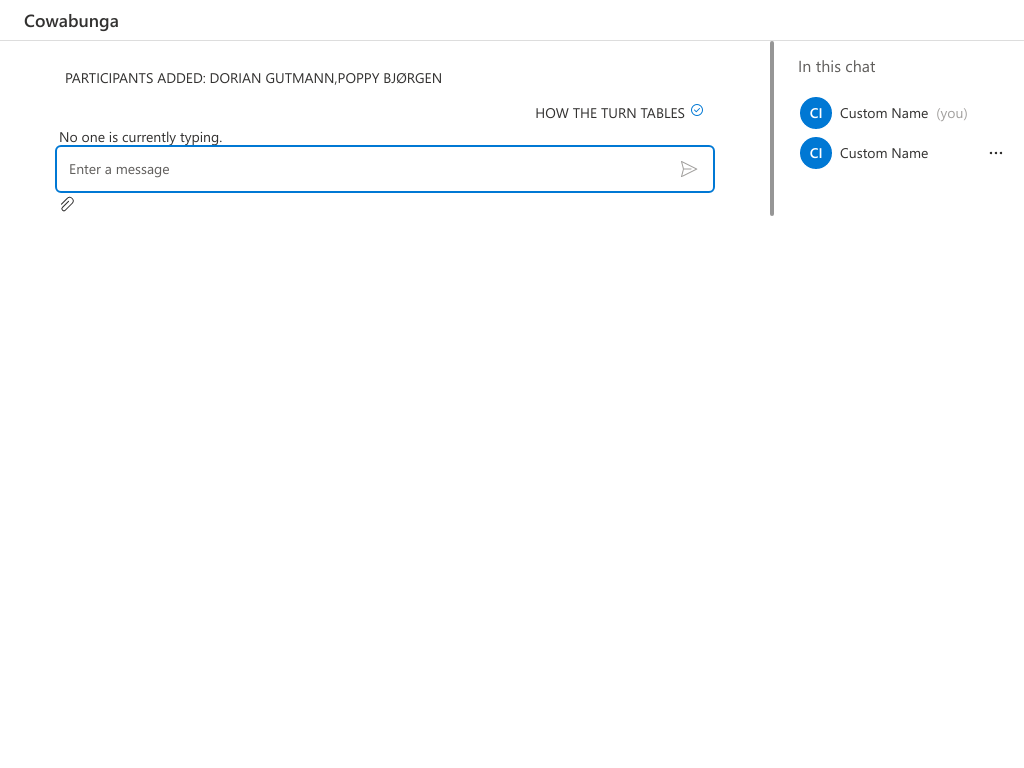 Cowabunga
PARTICIPANTS ADDED: DORIAN GUTMANN,POPPY BJØRGEN
HOW THE TURN TABLES
No one is currently typing.
Enter a message
In this chat
CI Custom Name (you)
CI Custom Name